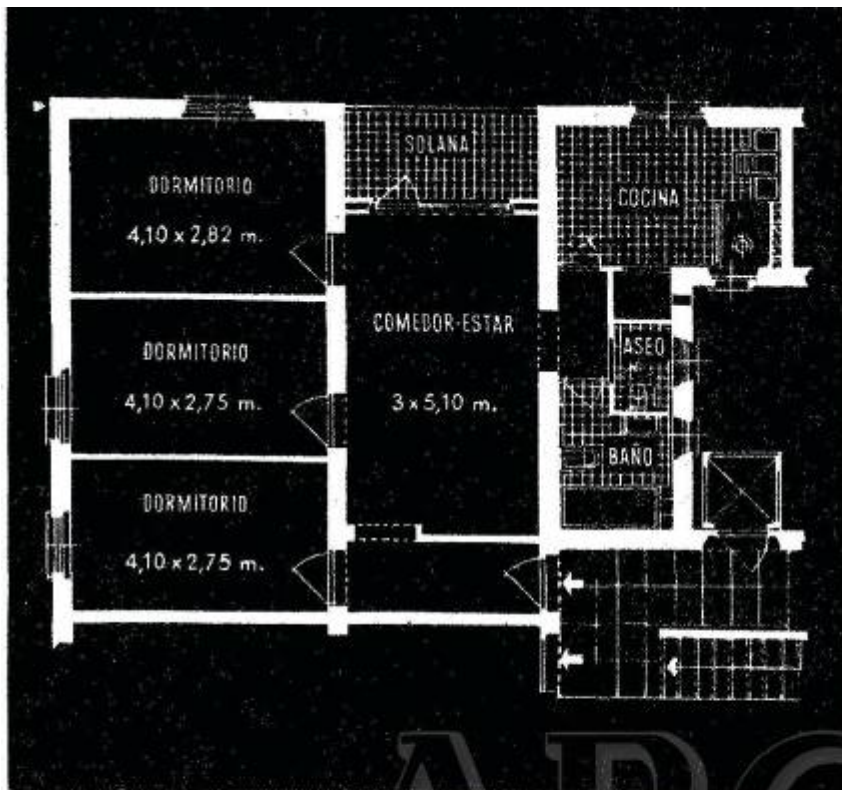 SOLANA
DORMITORIO
4,10 x 2,82 m.
COCINA
COMEDOR-ESTAR
3 x 5,10 m.
DORMITORIO
4,10 x 2,75 m.
ASEO
BAÑO
DORMITORIO
4,10 x 2,75 m.